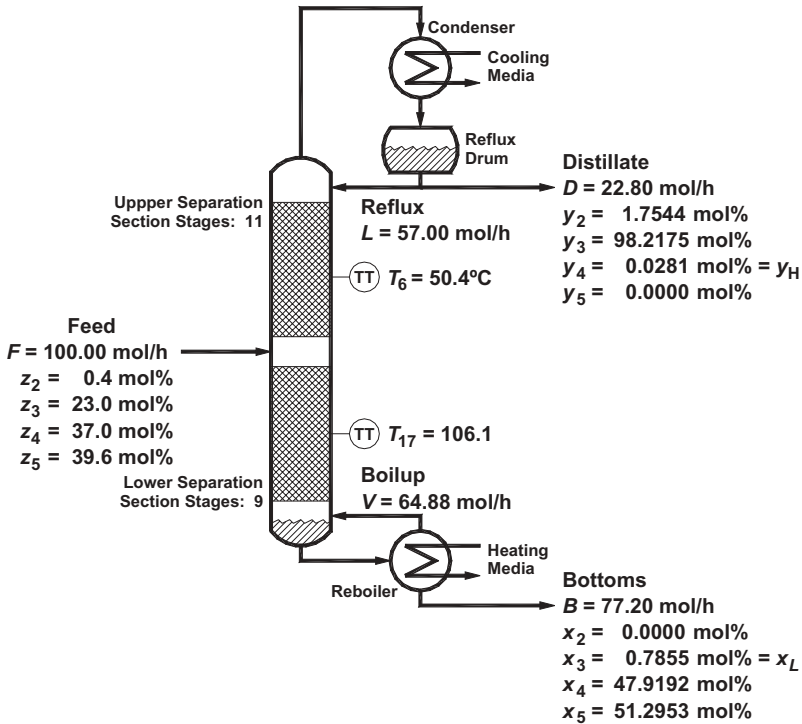 Condenser
Cooling
Media
Reflux
Drum
Distillate
D = 22.80 mol/h
y2 = 1.7544 mol%
y3 = 98.2175 mol%
y4 = 0.0281 mol% = yH
y5 = 0.0000 mol%
Uppper Separation
Section Stages: 11
Reflux
L = 57.00 mol/h
TT T6 = 50.4ºC
Feed
F = 100.00 mol/h
z2 = 0.4 mol%
z3 = 23.0 mol%
z4 = 37.0 mol%
z5 = 39.6 mol%
TT T17 = 106.1
Lower Separation
Section Stages: 9
Boilup
V = 64.88 mol/h
Heating
Media
Reboiler
Bottoms
B = 77.20 mol/h
x2 = 0.0000 mol%
x3 = 0.7855 mol% = xL
x4 = 47.9192 mol%
x5 = 51.2953 mol%